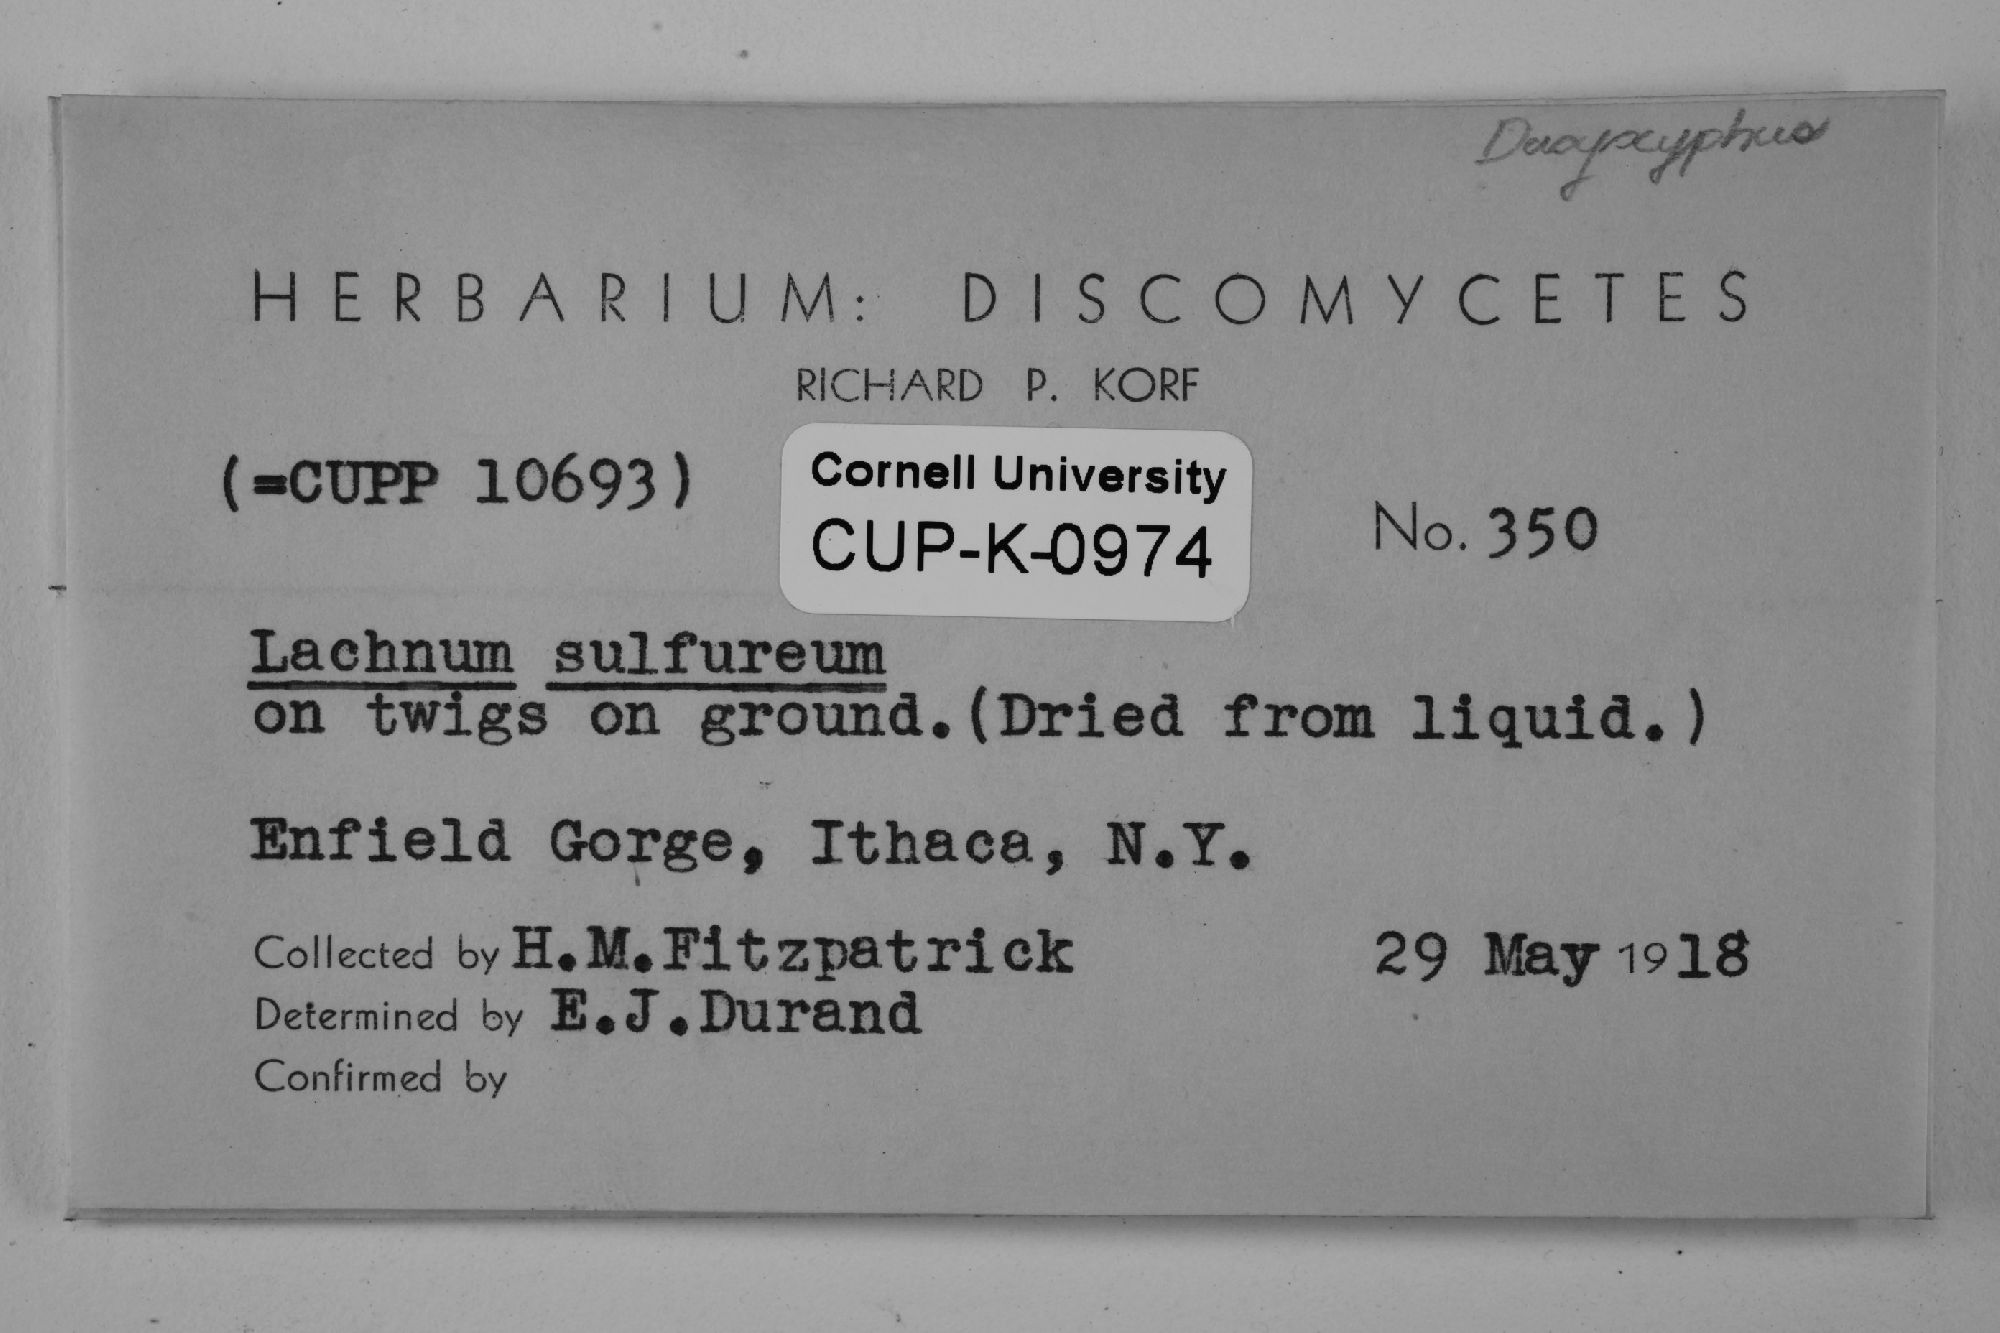 HERBARIUM: DISCOMYCETES
RICHARD P. KORF
(=CUPP 10693)
Cornell University
CUP-K-0974
No. 350
Lachnum sulfureum
on twigs on ground.(Dried from liquid.)
Enfield Gorge, Ithaca, N.Y.
Collected by H.M.Fitzpatrick 29 May 1918
Determined by E.J.Durand
Confirmed by